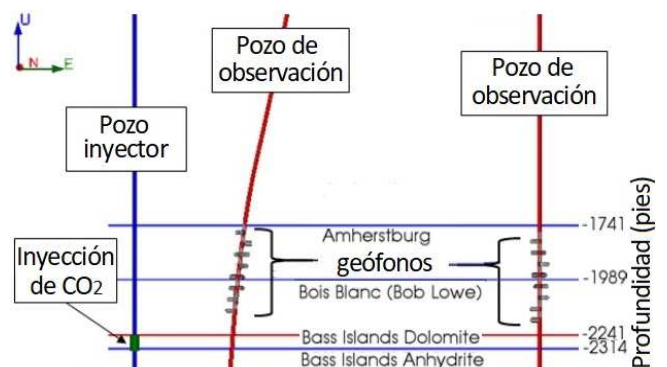 U
N
E
Pozo de
observación
Pozo de
observación
Pozo
inyector
Inyección
de CO2
Amherstburg
geófonos
Bois Blanc (Bob Lowe)
Bass Islands Dolomite
Bass Islands Anhydrite
-1741
-1989
-2241
-2314
Profundidad (pies)